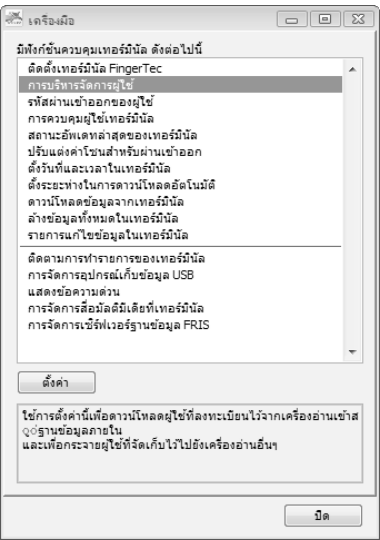 เครื่องมือ
มีฟังก์ชั่นควบคุมเทอร์มินัล ดังต่อไปนี้
ติดตั้งเทอร์มินัล FingerTec
การบริหารจัดการผู้ใช้
รหัสผ่านเข้าออกของผู้ใช้
การควบคุมผู้ใช้เทอร์มินัล
สถานะอัพเดทล่าสุดของเทอร์มินัล
ปรับแต่งค่าโซนสำหรับผ่านเข้าออก
ตั้งวันที่และเวลาในเทอร์มินัล
ตั้งระยะห่างในการดาวน์โหลดอัตโนมัติ
ดาวน์โหลดข้อมูลจากเทอร์มินัล
ล้างข้อมูลทั้งหมดในเทอร์มินัล
รายการแก้ไขข้อมูลในเทอร์มินัล
ติดตามการทำรายการของเทอร์มินัล
การจัดการอุปกรณ์เก็บข้อมูล USB
แสดงข้อความด่วน
การจัดการสื่อมัลติมิเดียที่เทอร์มินัล
การจัดการเซิร์ฟเวอร์ฐานข้อมูล FRIS
ตั้งค่า
ใช้การตั้งค่านี้เพื่อดาวน์โหลดผู้ใช้ที่ลงทะเบียนไว้จากเครื่องอ่านเข้าส
ู่ฐานข้อมูลภายใน
และเพื่อกระจายผู้ใช้ที่จัดเก็บไว้ไปยังเครื่องอ่านอื่นๆ
ปิด